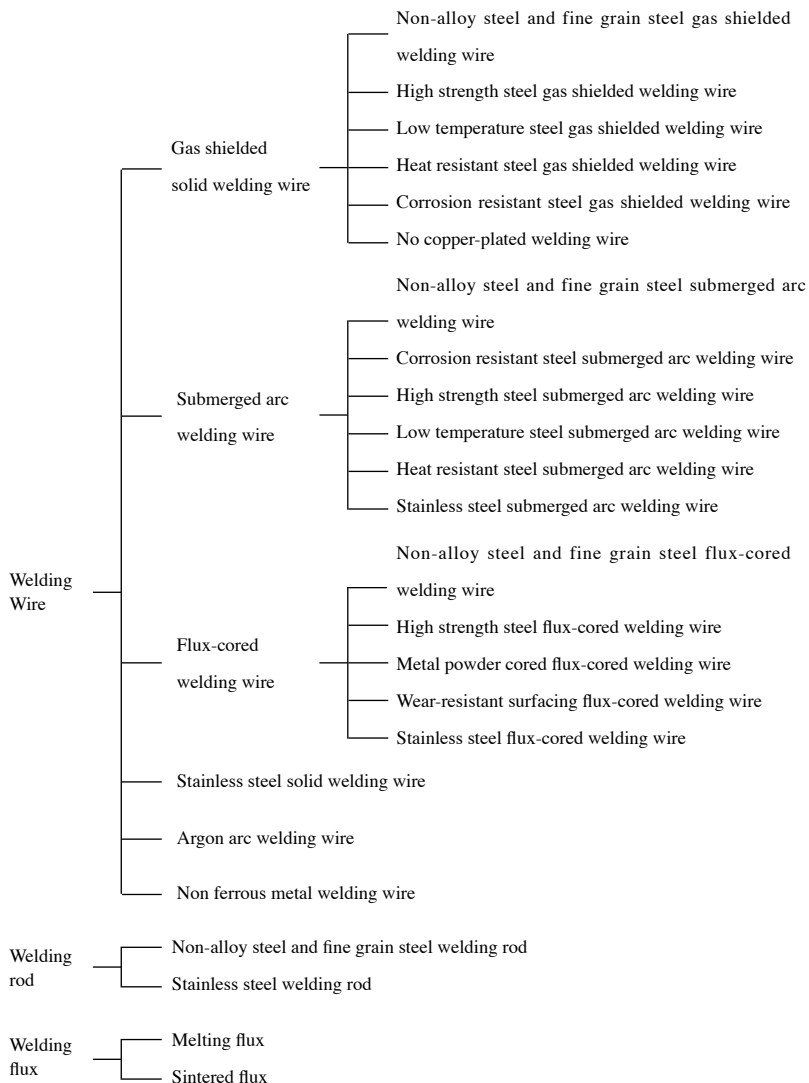 Non-alloy steel and fine grain steel gas shielded
welding wire
High strength steel gas shielded welding wire
Low temperature steel gas shielded welding wire
Gas shielded
solid welding wire
Heat resistant steel gas shielded welding wire
Corrosion resistant steel gas shielded welding wire
No copper-plated welding wire
Non-alloy steel and fine grain steel submerged arc
welding wire
Corrosion resistant steel submerged arc welding wire
Submerged arc
welding wire
High strength steel submerged arc welding wire
Low temperature steel submerged arc welding wire
Heat resistant steel submerged arc welding wire
Stainless steel submerged arc welding wire
Non-alloy steel and fine grain steel flux-cored
welding wire
Welding
Wire
High strength steel flux-cored welding wire
Flux-cored
welding wire
Metal powder cored flux-cored welding wire
Wear-resistant surfacing flux-cored welding wire
Stainless steel flux-cored welding wire
Stainless steel solid welding wire
Argon arc welding wire
Non ferrous metal welding wire
Welding
rod
Non-alloy steel and fine grain steel welding rod
Stainless steel welding rod
Welding
flux
Melting flux
Sintered flux